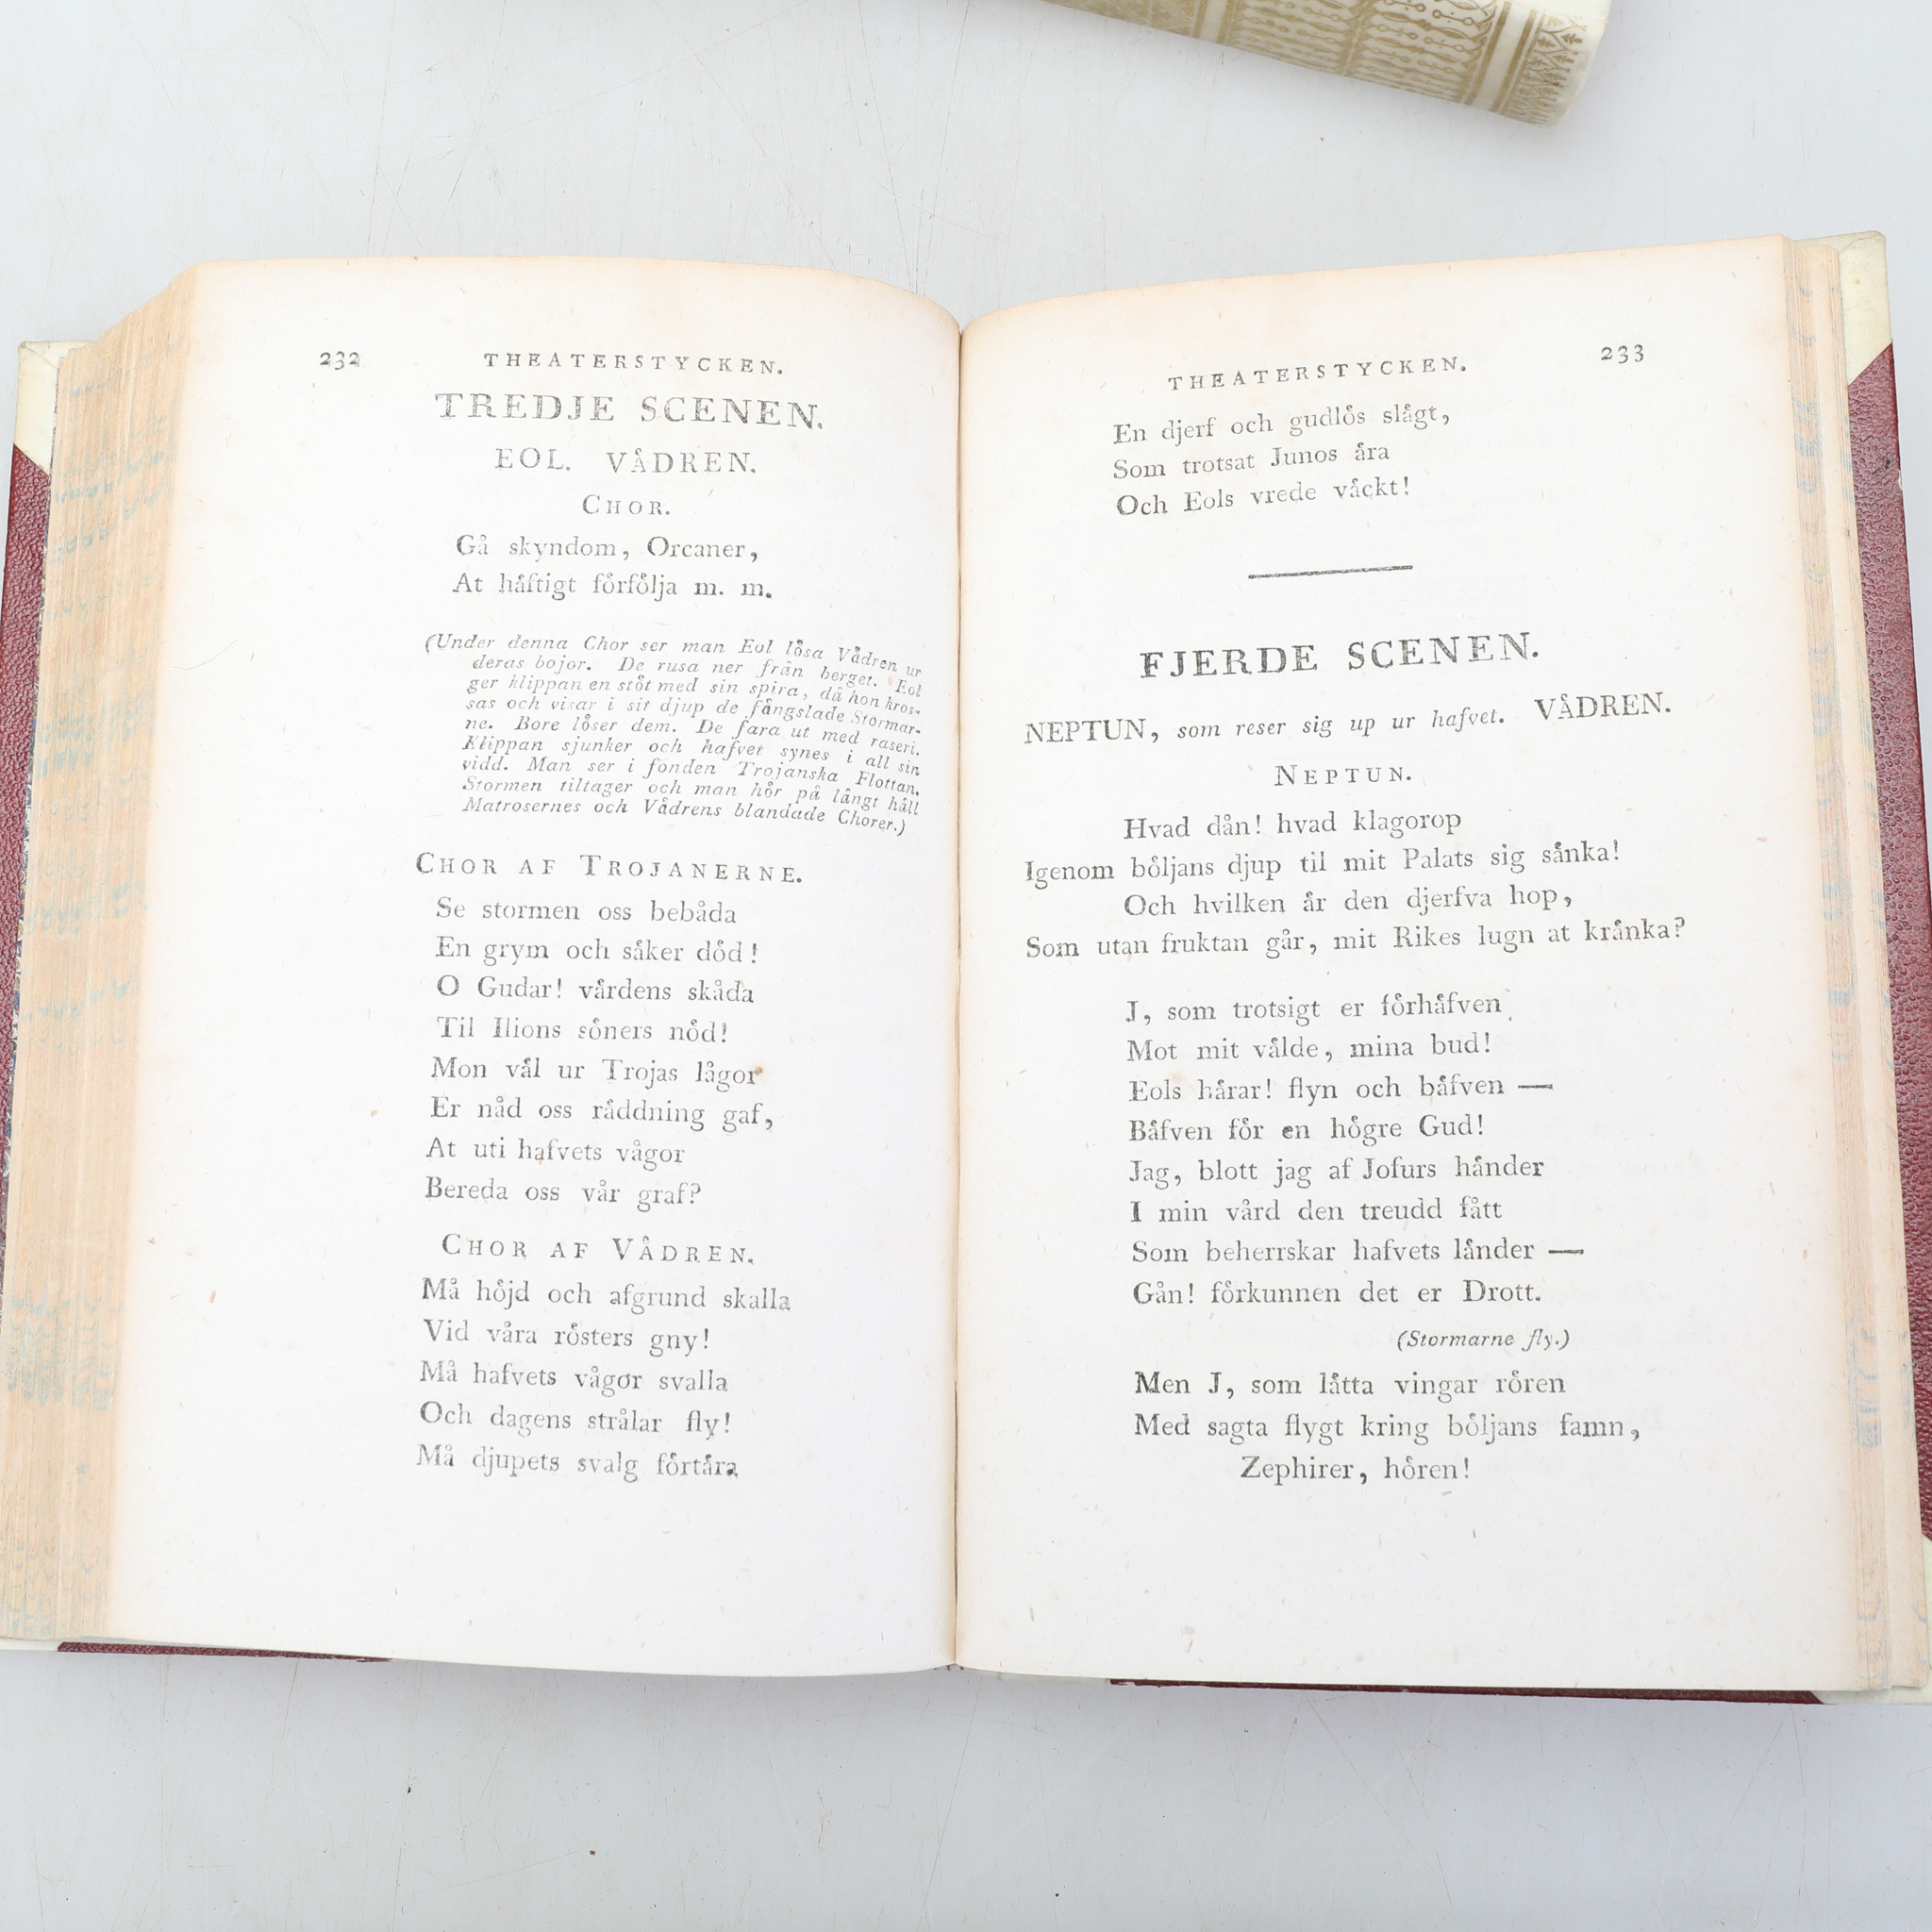 232 THEATERSTYCKEN.
TREDJE SCENEN.
EOL. VÄDREN.
CHOR.
Gå skyndom, Orcaner,
At häftigt förfölja m. m.
(Under denna Chor ser man Eol lösa Vädren ur
deras bojor. De rusa ner från berget. Eol
ger klippan en stöt med sin spira, då hon kros-
sas och visar i sit djup de fängslade Stormar-
ne. Bore löser dem. De fara ut med raseri.
Klippan sjunker och hafvet synes i all sin
vidd. Man ser i fonden Trojanska Flottan.
Stormen tiltager och man hör på långt håll
Matrosernes och Vädrens blandade Chorer.)
CHOR AF TROJANERNE.
Se stormen oss bebåda
En grym och säker död!
O Gudar! värdens skåda
Til Ilions söners nöd!
Mon väl ur Trojas lågor
Er nåd oss räddning gaf,
At uti hafvets vågor
Bereda oss vår graf?
CHOR AF VÄDREN.
Må höjd och afgrund skalla
Vid våra rösters gny!
Må hafvets vågor svalla
Och dagens strålar fly!
Må djupets svalg förtära
THEATERSTYCKEN. 233
En djerf och gudlös slägt,
Som trotsat Junos ära
Och Eols vrede väckt!
FJERDE SCENEN.
NEPTUN, som reser sig up ur hafvet. VÄDREN.
NEPTUN.
Hvad dån! hvad klagorop
Igenom böljans djup til mit Palats sig sänka!
Och hvilken är den djerfva hop,
Som utan fruktan går, mit Rikes lugn at kränka?
J, som trotsigt er förhäfven
Mot mit välde, mina bud!
Eols härar! flyn och bäfven —
Bäfven för en högre Gud!
Jag, blott jag af Jofurs händer
I min vård den treudd fått
Som beherrskar hafvets länder —
Gån! förkunnen det er Drott.
(Stormarne fly.)
Men J, som lätta vingar rören
Med sagta flygt kring böljans famn,
Zephirer, hören!